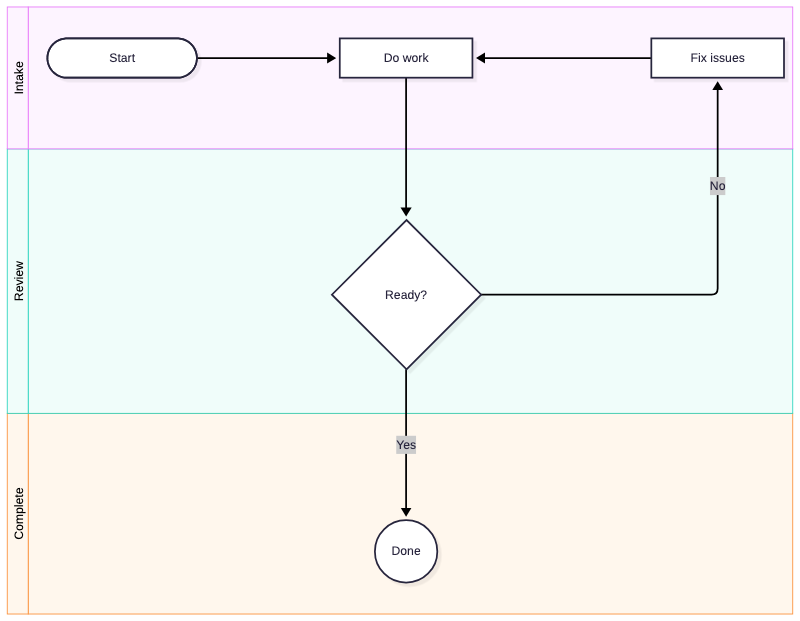 Intake
Start
Do work
Fix issues
No
Review
Ready?
Yes
Complete
Done